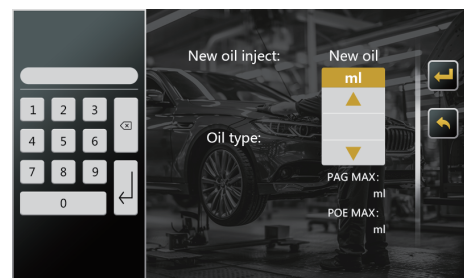 New oil inject:
New oil
ml
1 2 3
4 5 6
7 8 9
0
Oil type:
PAG MAX:
ml
POE MAX:
ml